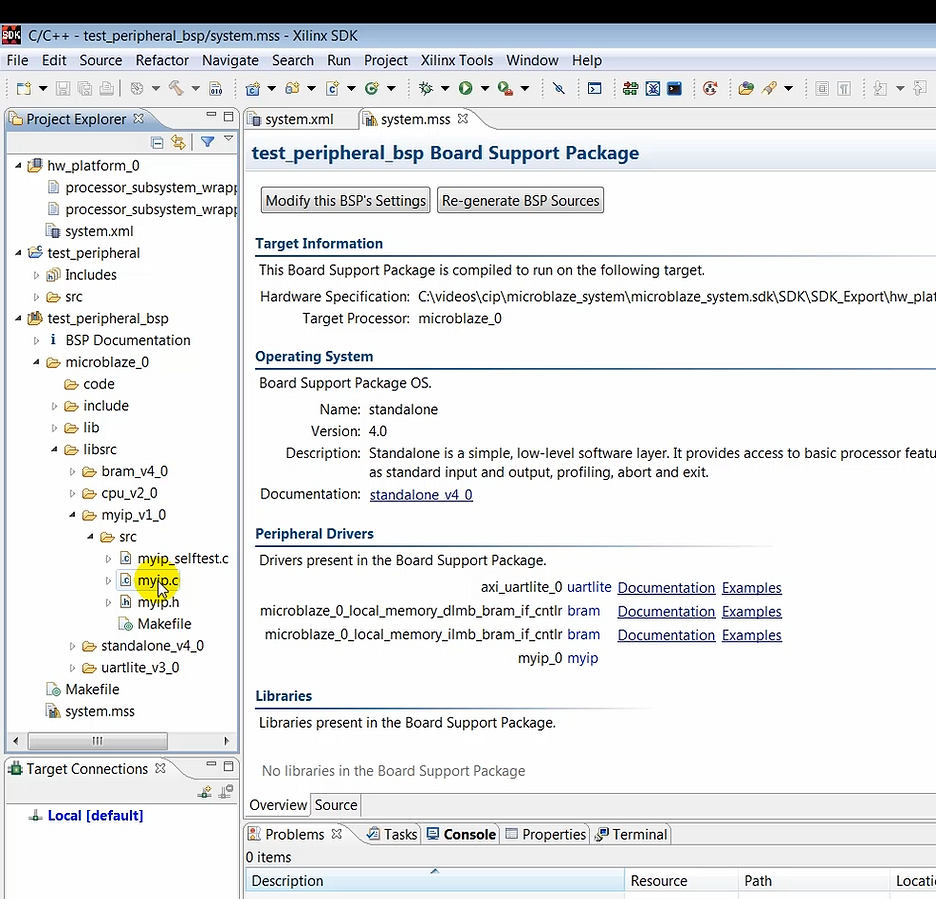 SDK C/C++ - test_peripheral_bsp/system.mss - Xilinx SDK
File Edit Source Refactor Navigate Search Run Project Xilinx Tools Window Help
Project Explorer
hw_platform_0
processor_subsystem_wrapp
processor_subsystem_wrapp
system.xml
test_peripheral
Includes
src
test_peripheral_bsp
BSP Documentation
microblaze_0
code
include
lib
libsrc
bram_v4_0
cpu_v2_0
myip_v1_0
src
myip_selftest.c
myip.c
myip.h
Makefile
standalone_v4_0
uartlite_v3_0
Makefile
system.mss
Target Connections
Local [default]
system.xml system.mss
test_peripheral_bsp Board Support Package
Modify this BSP's Settings Re-generate BSP Sources
Target Information
This Board Support Package is compiled to run on the following target.
Hardware Specification: C:\videos\cip\microblaze_system\microblaze_system.sdk\SDK\SDK_Export\hw_plat
Target Processor: microblaze_0
Operating System
Board Support Package OS.
Name: standalone
Version: 4.0
Description: Standalone is a simple, low-level software layer. It provides access to basic processor featu
as standard input and output, profiling, abort and exit.
Documentation: standalone_v4_0
Peripheral Drivers
Drivers present in the Board Support Package.
axi_uartlite_0 uartlite Documentation Examples
microblaze_0_local_memory_dlmb_bram_if_cntlr bram Documentation Examples
microblaze_0_local_memory_ilmb_bram_if_cntlr bram Documentation Examples
myip_0 myip
Libraries
Libraries present in the Board Support Package.
No libraries in the Board Support Package
Overview Source
Problems Tasks Console Properties Terminal
0 items
Description Resource Path Locati